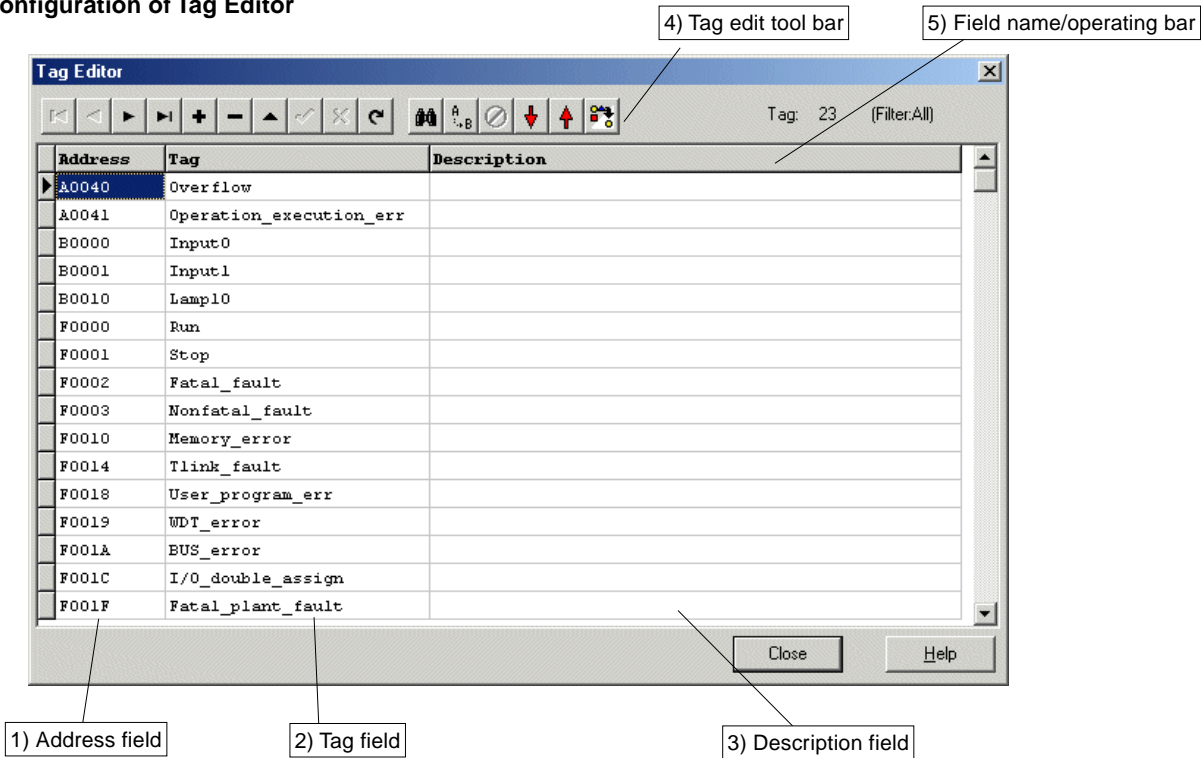 onfiguration of Tag Editor
4) Tag edit tool bar
5) Field name/operating bar
Tag Editor
A B
Tag: 23 (Filter:All)
Address Tag Description
A0040 Overflow
A0041 Operation_execution_err
B0000 Input0
B0001 Input1
B0010 Lamp10
F0000 Run
F0001 Stop
F0002 Fatal_fault
F0003 Nonfatal_fault
F0010 Memory_error
F0014 Tlink_fault
F0018 User_program_err
F0019 WDT_error
F001A BUS_error
F001C I/O_double_assign
F001F Fatal_plant_fault
Close Help
1) Address field
2) Tag field
3) Description field